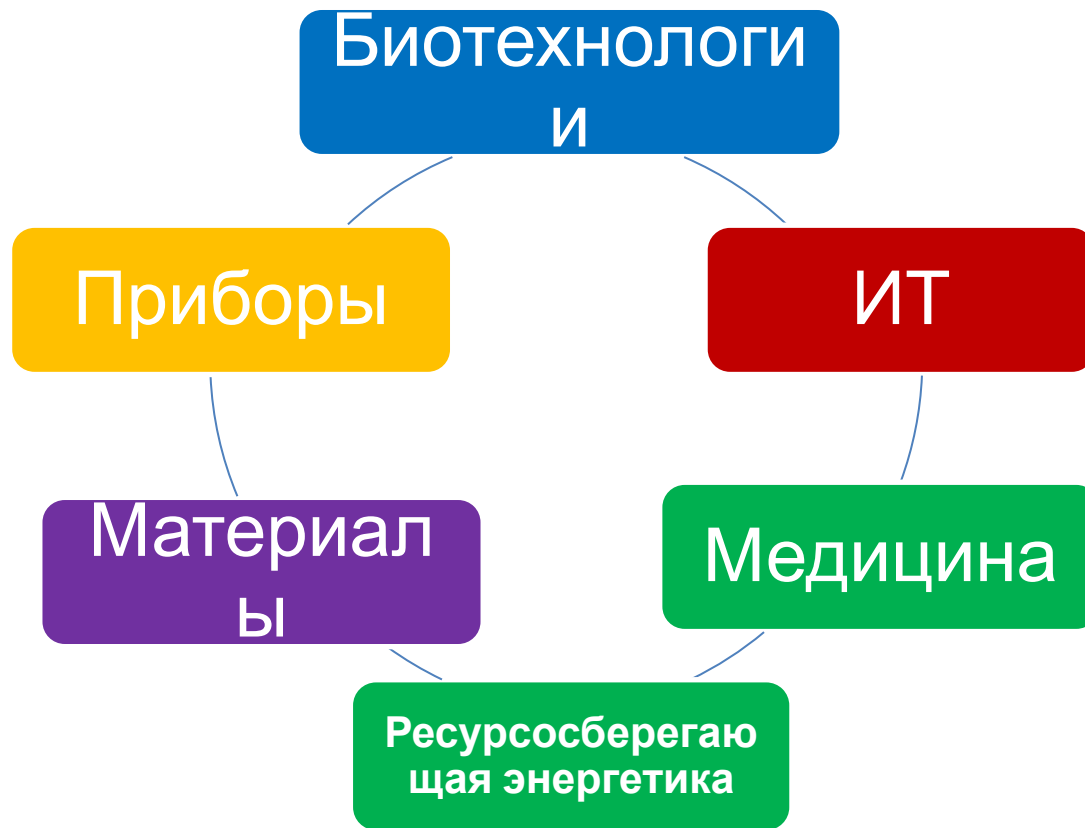 Биотехнологи
и
Приборы
ИТ
Материал
ы
Медицина
Ресурсосберегаю
щая энергетика